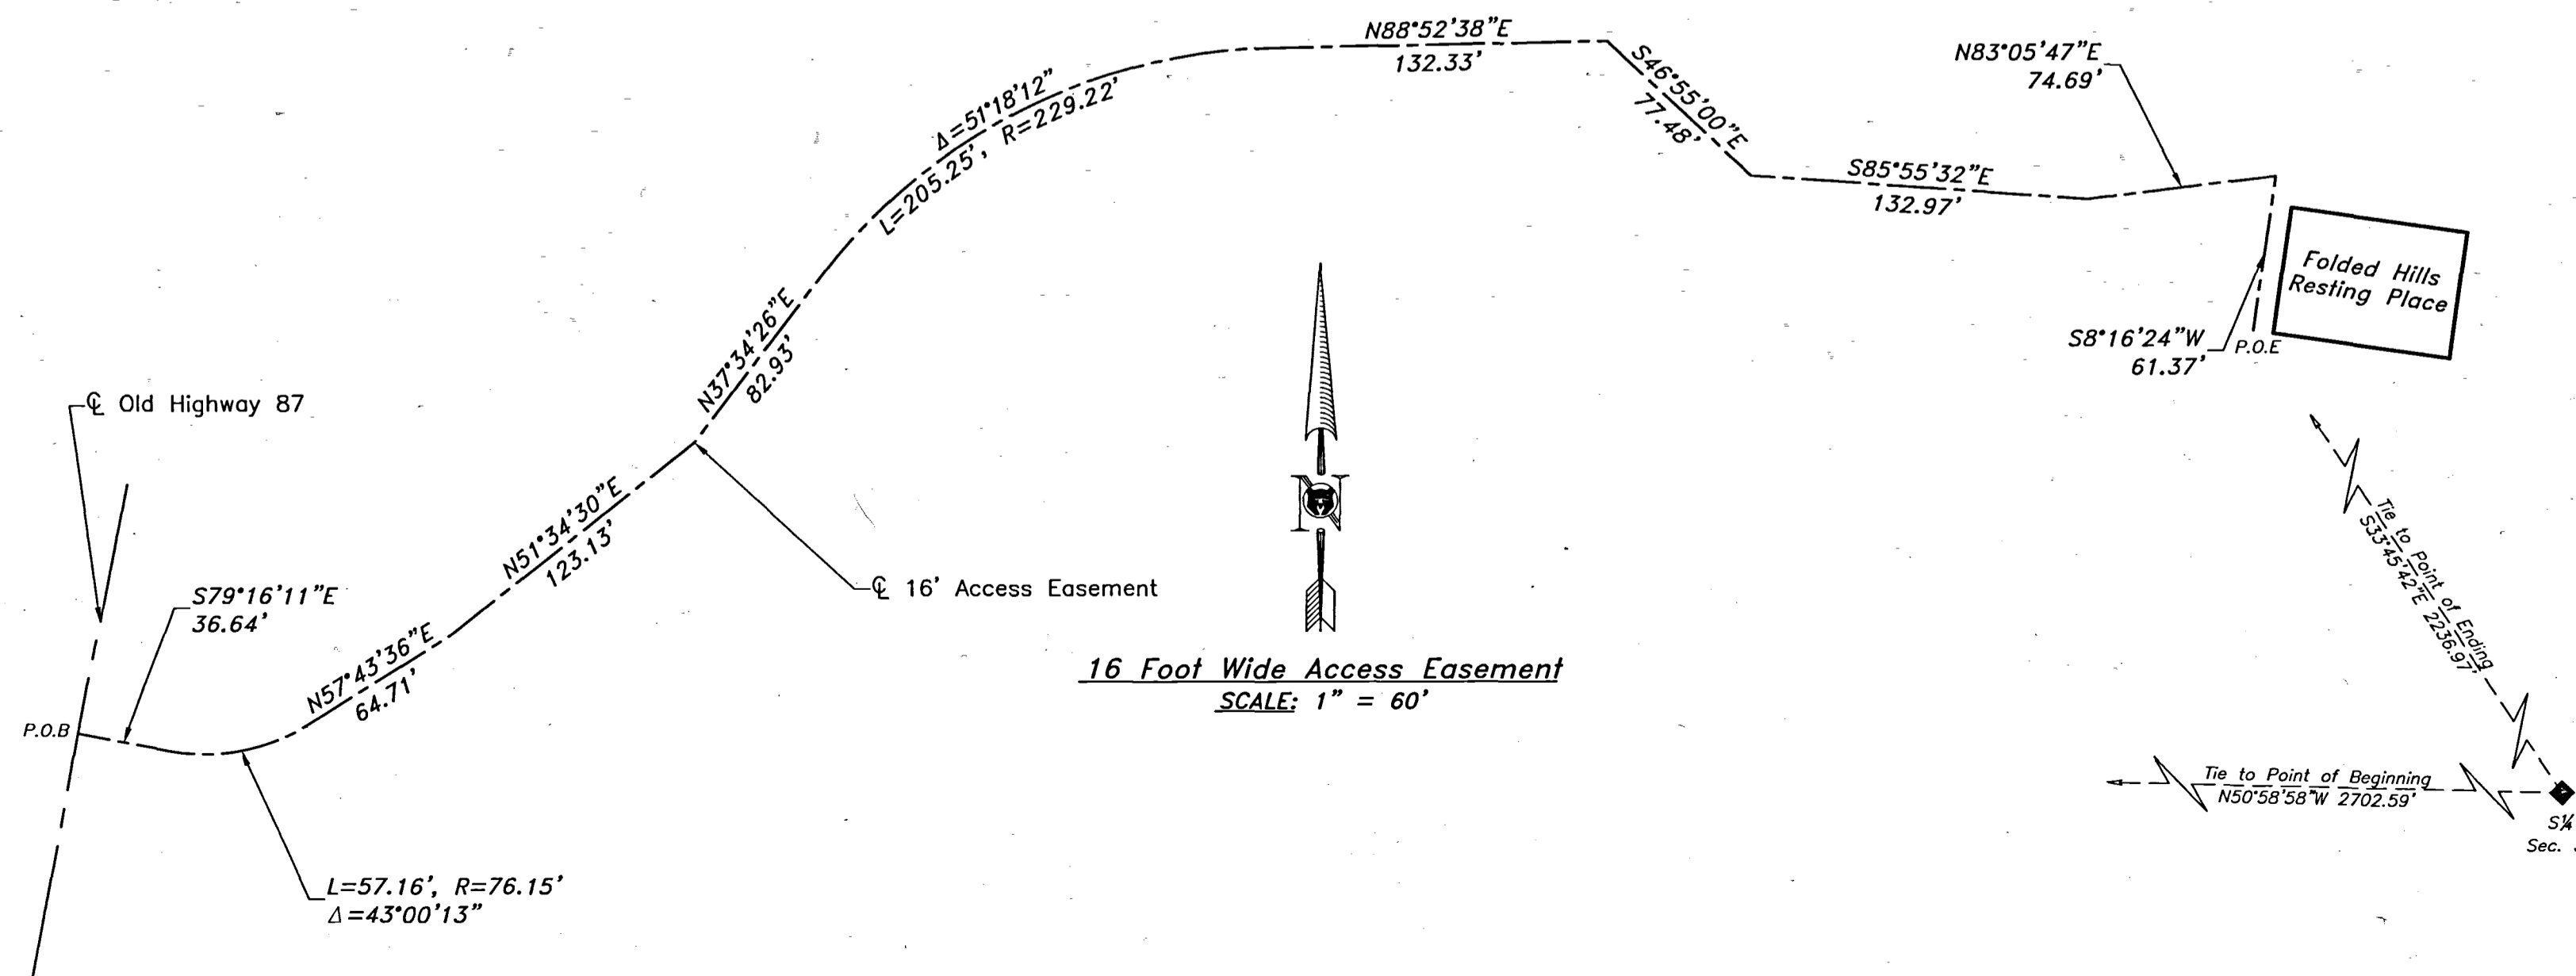 N88°52'38"E
132.33'
S46°55'00"E
77.48'
N83°05'47"E
74.69'
Δ=51°18'12"
L=205.25', R=229.22'
S85°55'32"E
132.97'
Folded Hills
Resting Place
S8°16'24"W
61.37'
P.O.E
N37°34'26"E
82.93'
℄ Old Highway 87
N51°34'30"E
123.13'
℄ 16' Access Easement
S79°16'11"E
36.64'
N57°43'36"E
64.71'
P.O.B
L=57.16', R=76.15'
Δ=43°00'13"
N
16 Foot Wide Access Easement
SCALE: 1" = 60'
Tie to Point of Ending
S33°45'42"E 2236.97'
Tie to Point of Beginning
N50°58'58"W 2702.59'
S¼
Sec.